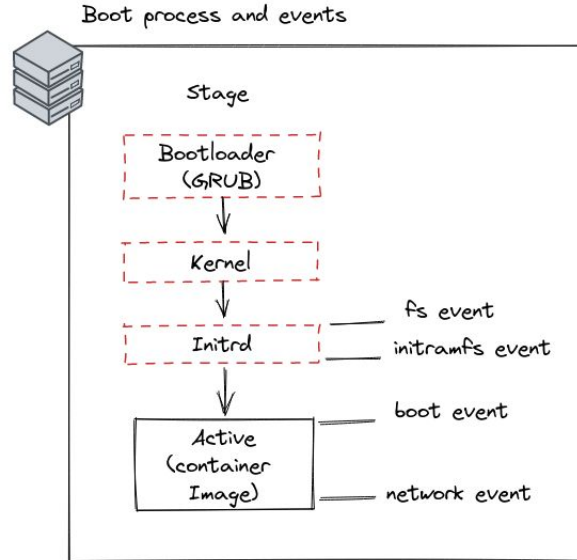 Boot process and events
Stage
Bootloader
(GRUB)
Kernel
Initrd
fs event
initramfs event
Active
(container
Image)
boot event
network event